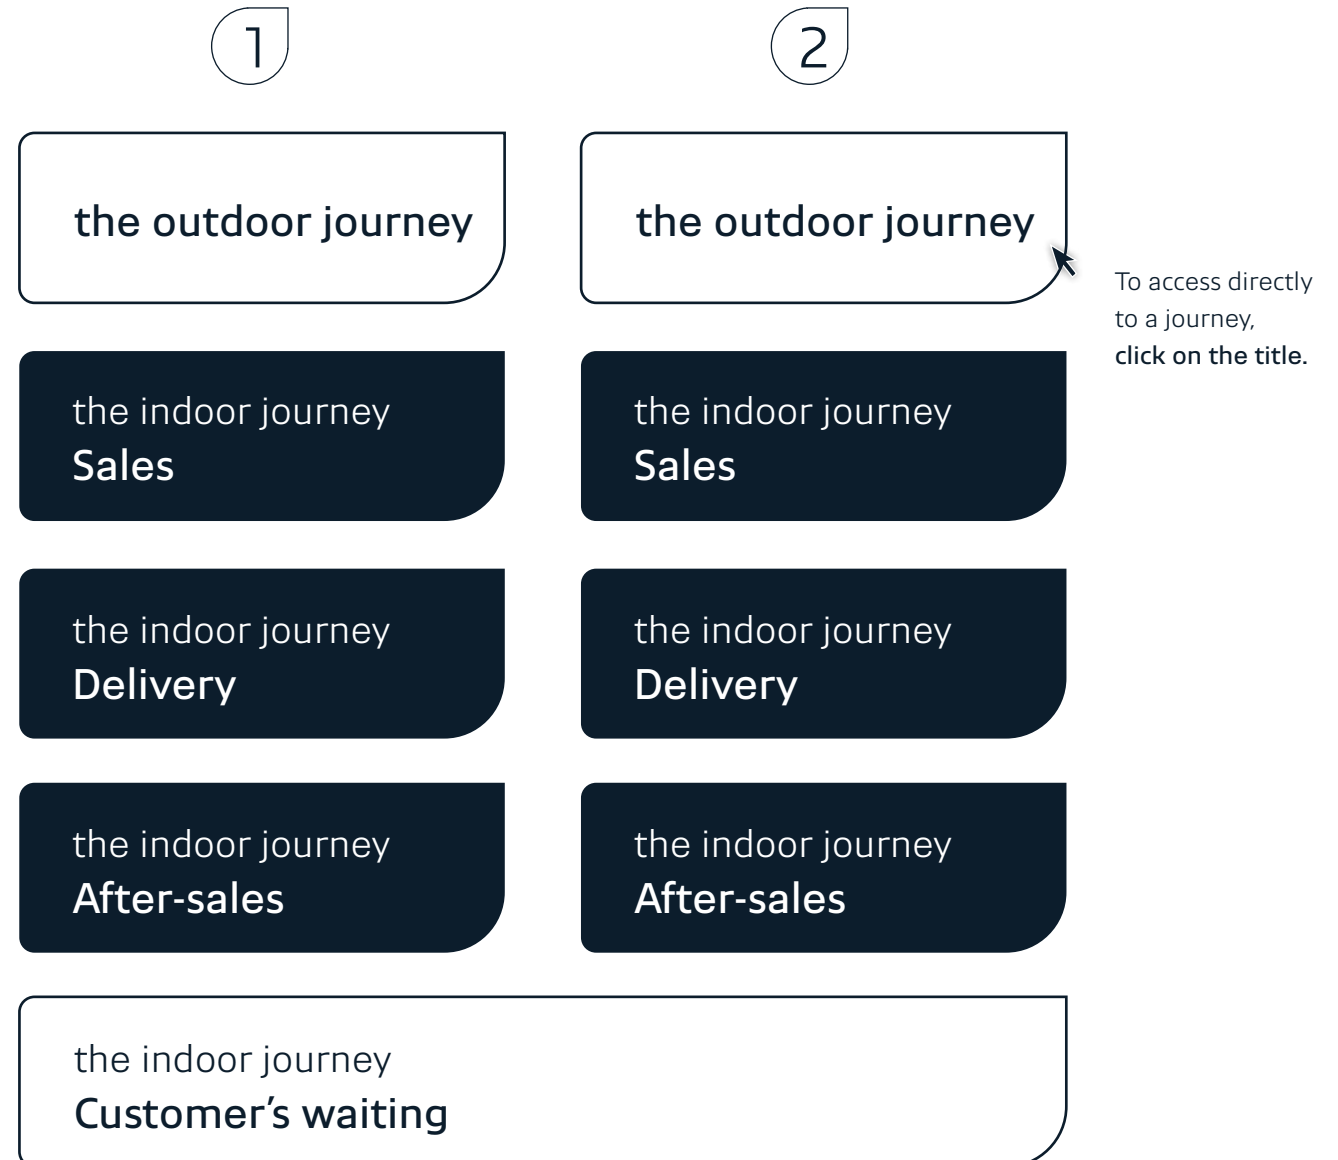 1
2
the outdoor journey
the outdoor journey
To access directly
to a journey,
click on the title.
the indoor journey
Sales
the indoor journey
Sales
the indoor journey
Delivery
the indoor journey
Delivery
the indoor journey
After-sales
the indoor journey
After-sales
the indoor journey
Customer’s waiting